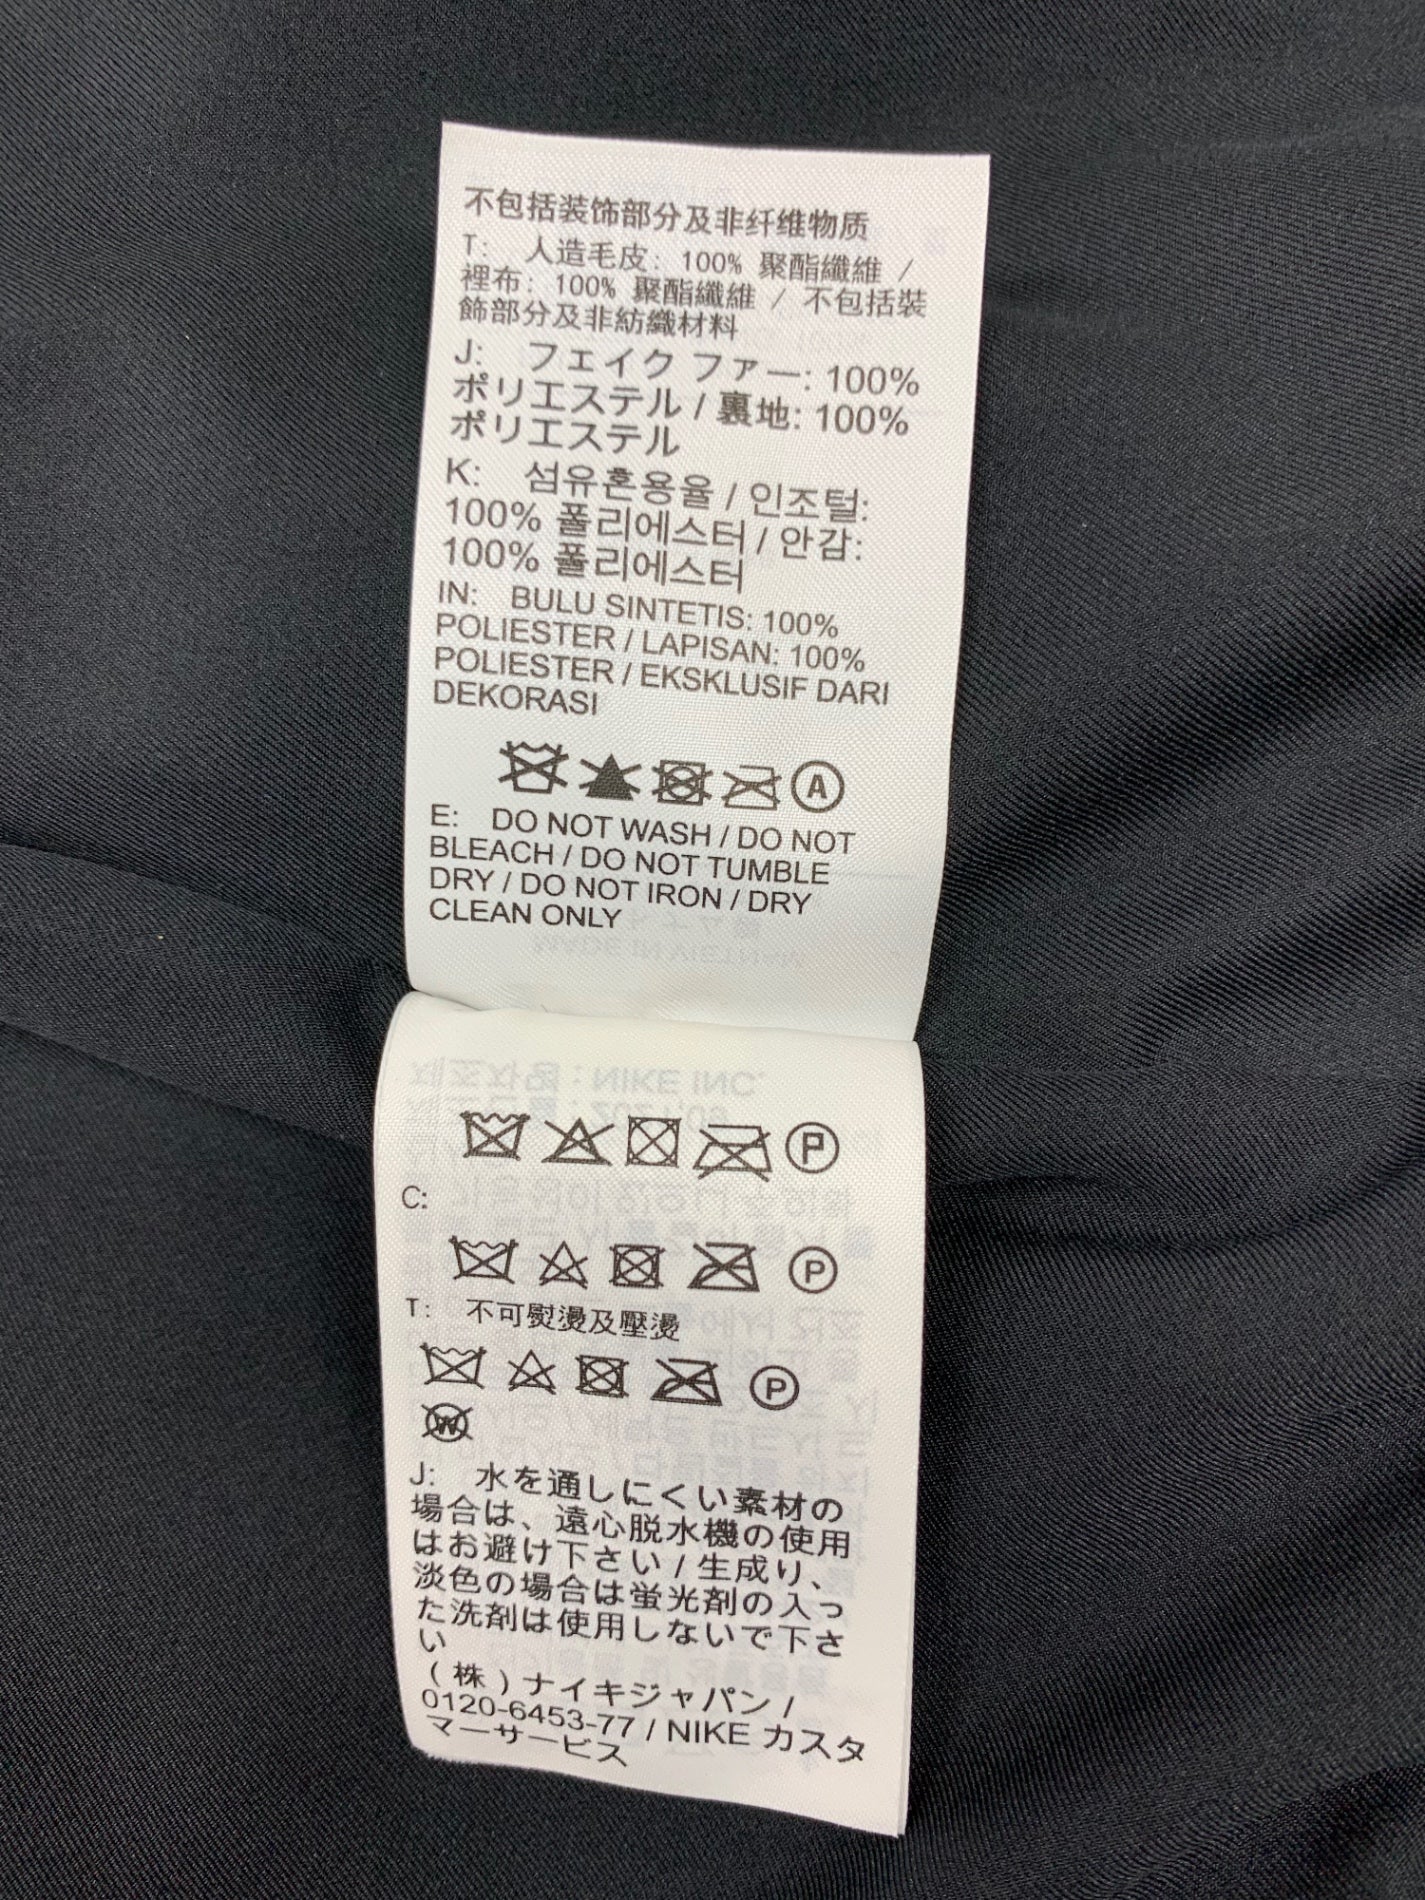 不包括装饰部分及非纤维物质
T: 人造毛皮: 100% 聚酯纖維 /
裡布: 100% 聚酯纖維 / 不包括裝
飾部分及非紡織材料
J: フェイク ファー: 100%
ポリエステル / 裏地: 100%
ポリエステル
K: 섬유혼용율 / 인조털:
100% 폴리에스터 / 안감:
100% 폴리에스터
IN: BULU SINTETIS: 100%
POLIESTER / LAPISAN: 100%
POLIESTER / EKSKLUSIF DARI
DEKORASI
A
E: DO NOT WASH / DO NOT
BLEACH / DO NOT TUMBLE
DRY / DO NOT IRON / DRY
CLEAN ONLY
P
C:
P
T: 不可熨燙及壓燙
P
W
J: 水を通しにくい素材の
場合は、遠心脱水機の使用
はお避け下さい / 生成り、
淡色の場合は蛍光剤の入っ
た洗剤は使用しないで下さ
い
(株)ナイキジャパン /
0120-6453-77 / NIKE カスタ
マーサービス